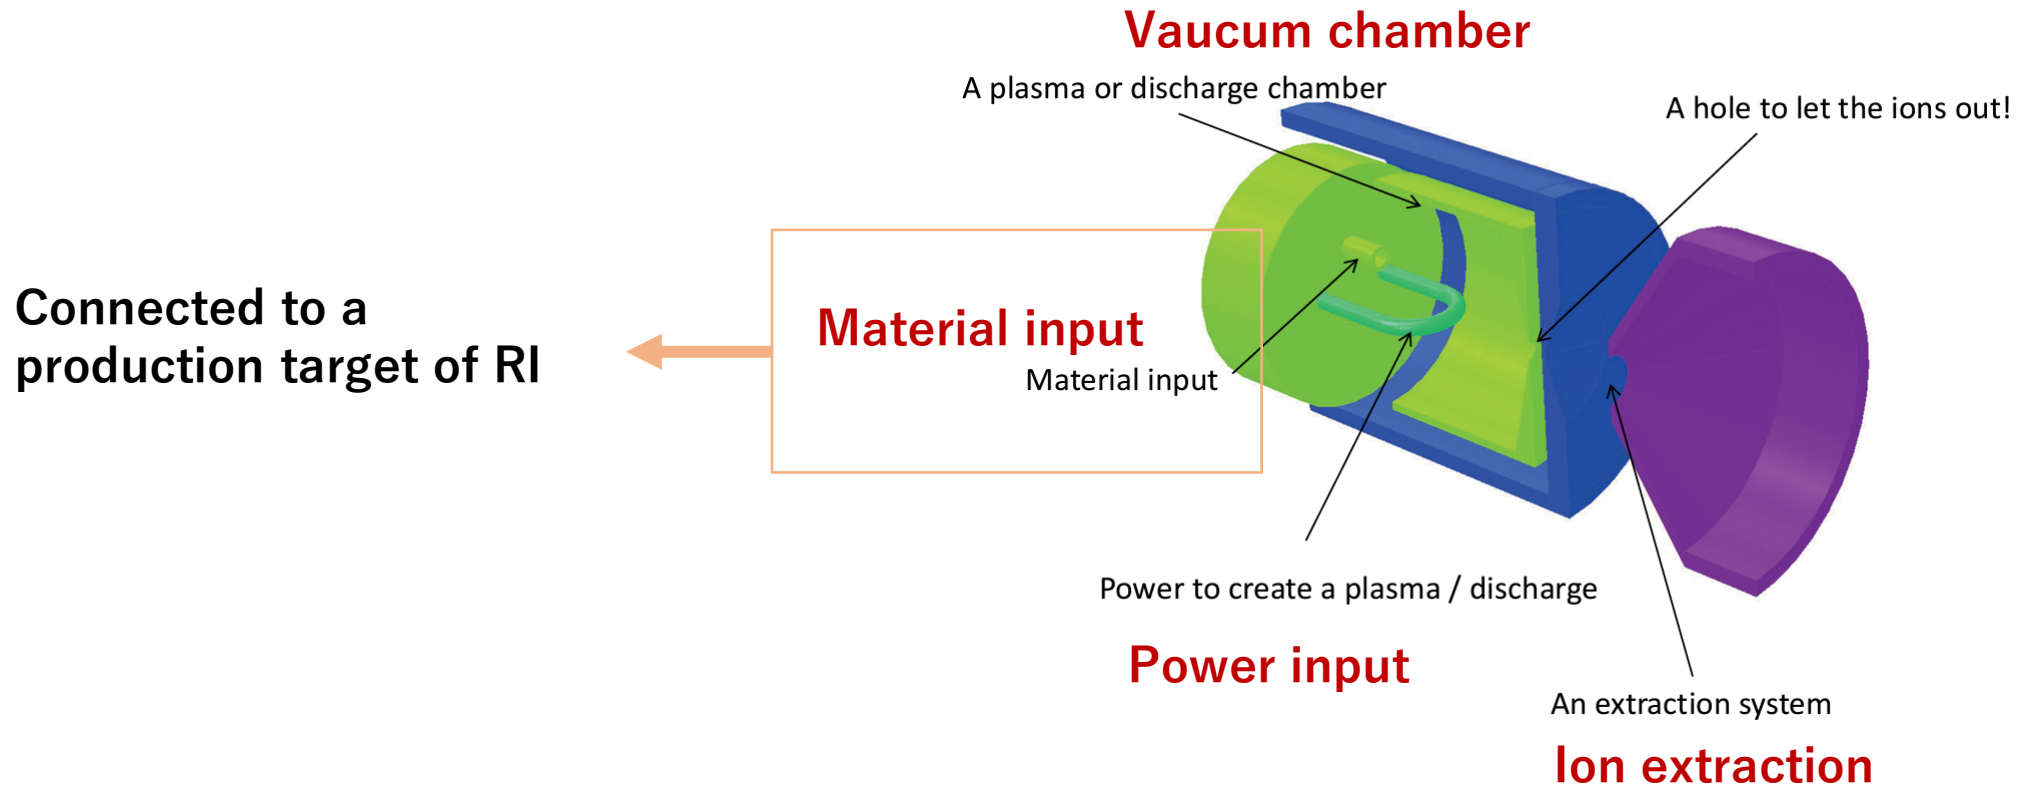 Vaucum chamber
A plasma or discharge chamber
A hole to let the ions out!
Connected to a
production target of RI
Material input
Material input
Power to create a plasma / discharge
Power input
An extraction system
Ion extraction